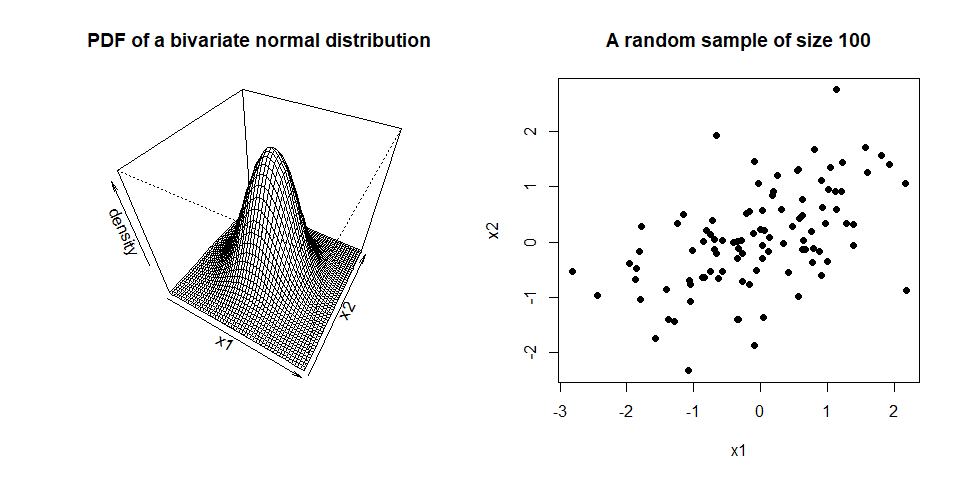 PDF of a bivariate normal distribution
density
x1
x2
A random sample of size 100
x2
2
1
0
-1
-2
-3 -2 -1 0 1 2
x1